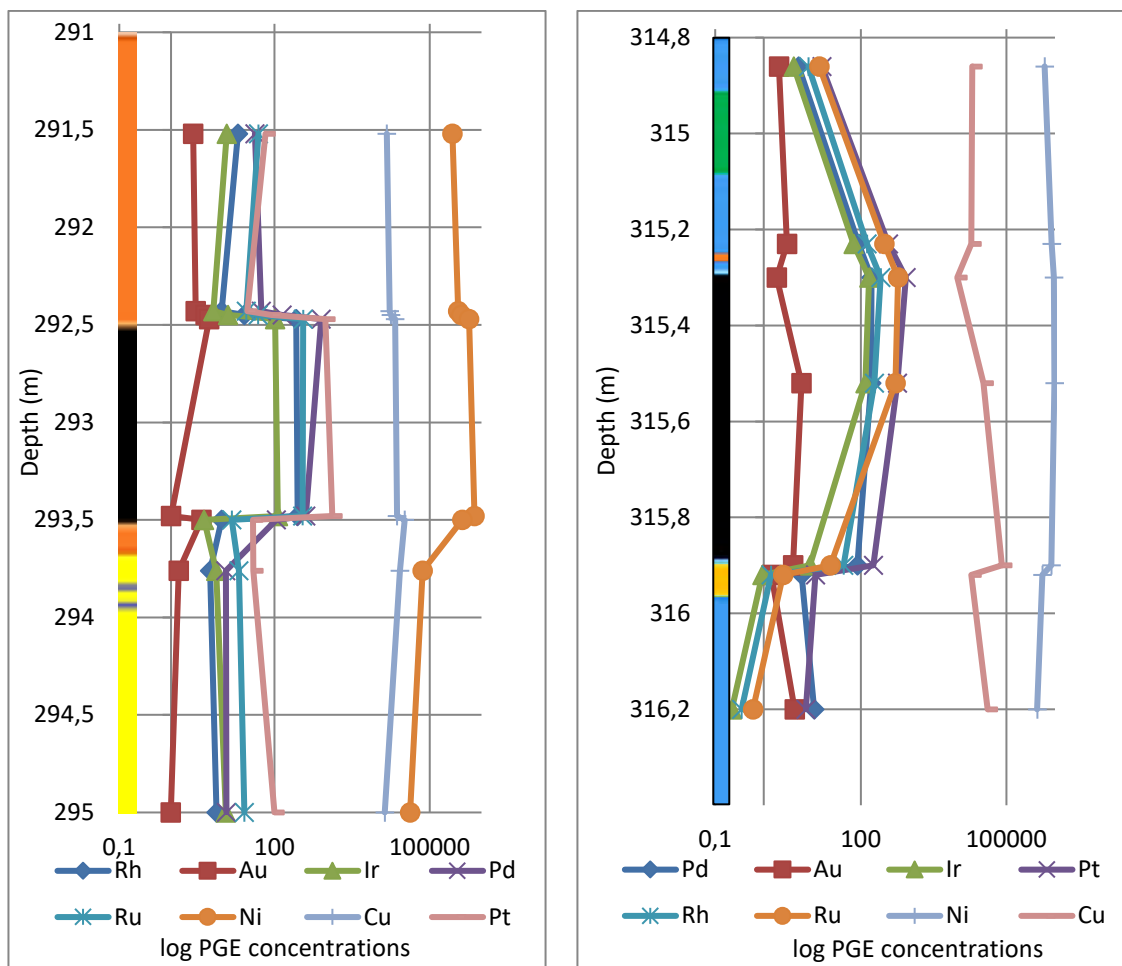 291
291,5
292
292,5
293
293,5
294
294,5
295
Depth (m)
0,1 100 100000
Rh Au Ir Pd
Ru Ni Cu Pt
log PGE concentrations
314,8
315
315,2
315,4
315,6
315,8
316
316,2
Depth (m)
0,1 100 100000
Pd Au Ir Pt
Rh Ru Ni Cu
log PGE concentrations